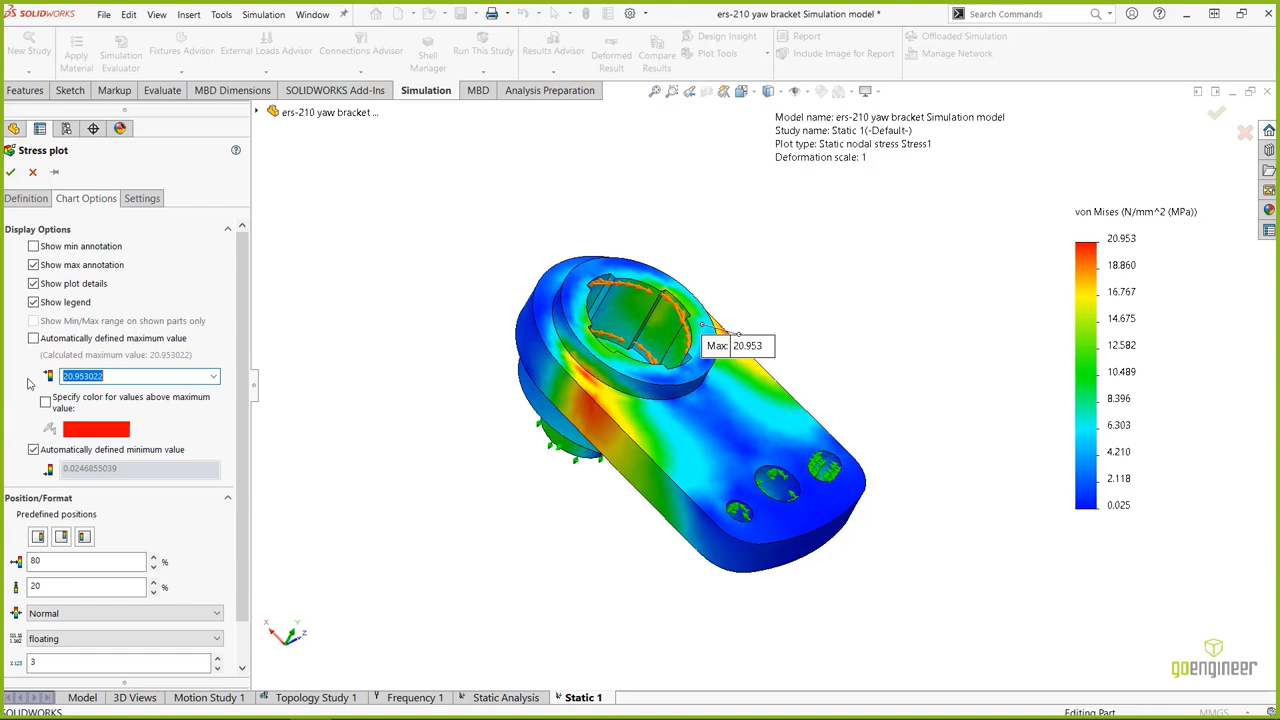 SOLIDWORKS File Edit View Insert Tools Simulation Window ers-210 yaw bracket Simulation model * Search Commands
New Study
Apply Material
Simulation Evaluator
Fixtures Advisor
External Loads Advisor
Connections Advisor
Shell Manager
Run This Study
Results Advisor
Deformed Result
Compare Results
Design Insight
Plot Tools
Report
Include Image for Report
Offloaded Simulation
Manage Network
Features Sketch Markup Evaluate MBD Dimensions SOLIDWORKS Add-Ins Simulation MBD Analysis Preparation
ers-210 yaw bracket ...
Stress plot
Definition Chart Options Settings
Display Options
Show min annotation
Show max annotation
Show plot details
Show legend
Show Min/Max range on shown parts only
Automatically defined maximum value
(Calculated maximum value: 20.953022)
20.953022
Specify color for values above maximum
value:
Automatically defined minimum value
0.0246855039
Position/Format
Predefined positions
80 %
20 %
Normal
floating
3
Model name: ers-210 yaw bracket Simulation model
Study name: Static 1(-Default-)
Plot type: Static nodal stress Stress1
Deformation scale: 1
Max: 20.953
von Mises (N/mm^2 (MPa))
20.953
18.860
16.767
14.675
12.582
10.489
8.396
6.303
4.211
2.118
0.025
X Y Z
goengineer
Model 3D Views Motion Study 1 Topology Study 1 Frequency 1 Static Analysis Static 1
SOLIDWORKS Editing Part MMGS